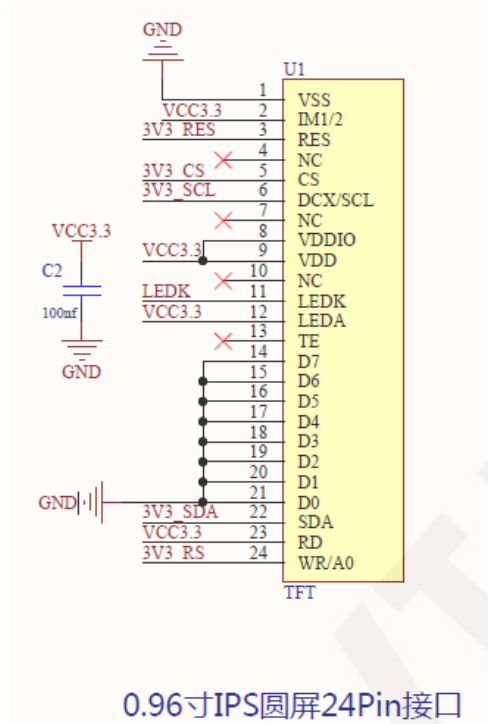 GND
U1
1 VSS
VCC3.3 2 IM1/2
3V3_RES 3 RES
4 NC
3V3_CS 5 CS
3V3_SCL 6 DCX/SCL
7 NC
8 VDDIO
VCC3.3 9 VDD
10 NC
LEDK 11 LEDK
VCC3.3 12 LEDA
13 TE
14 D7
15 D6
16 D5
17 D4
18 D3
19 D2
20 D1
21 D0
3V3_SDA 22 SDA
VCC3.3 23 RD
3V3_RS 24 WR/A0
TFT
VCC3.3
C2
100nf
GND
GND
0.96寸IPS圆屏24Pin接口